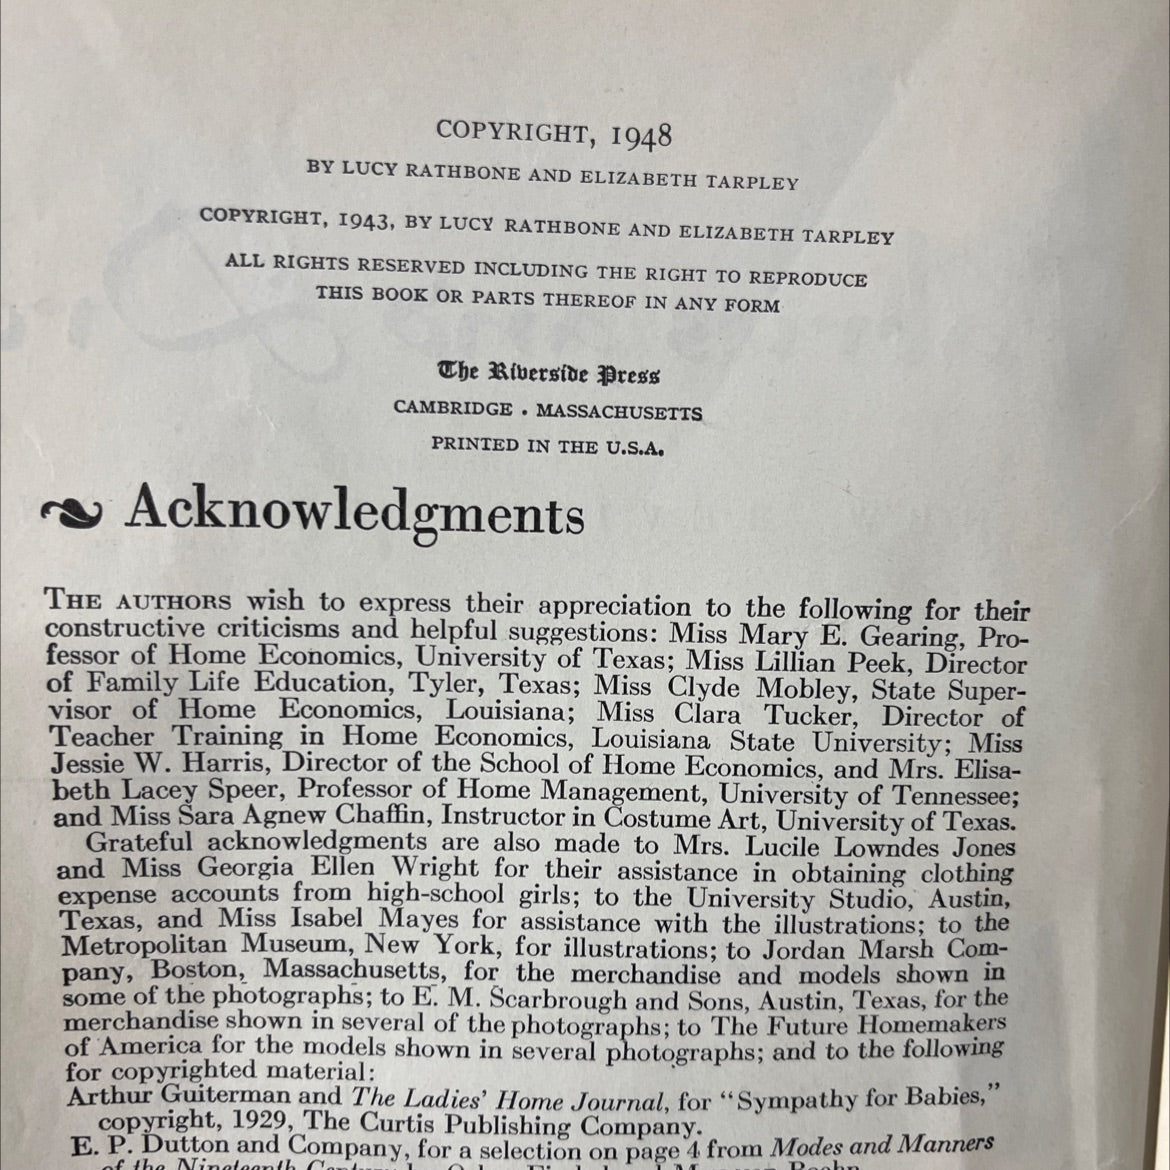 COPYRIGHT, 1948
BY LUCY RATHBONE AND ELIZABETH TARPLEY
COPYRIGHT, 1943, BY LUCY RATHBONE AND ELIZABETH TARPLEY
ALL RIGHTS RESERVED INCLUDING THE RIGHT TO REPRODUCE
THIS BOOK OR PARTS THEREOF IN ANY FORM
The Riverside Press
CAMBRIDGE • MASSACHUSETTS
PRINTED IN THE U.S.A.
Acknowledgments
THE AUTHORS wish to express their appreciation to the following for their
constructive criticisms and helpful suggestions: Miss Mary E. Gearing, Pro-
fessor of Home Economics, University of Texas; Miss Lillian Peek, Director
of Family Life Education, Tyler, Texas; Miss Clyde Mobley, State Super-
visor of Home Economics, Louisiana; Miss Clara Tucker, Director of
Teacher Training in Home Economics, Louisiana State University; Miss
Jessie W. Harris, Director of the School of Home Economics, and Mrs. Elisa-
beth Lacey Speer, Professor of Home Management, University of Tennessee;
and Miss Sara Agnew Chaffin, Instructor in Costume Art, University of Texas.
Grateful acknowledgments are also made to Mrs. Lucile Lowndes Jones
and Miss Georgia Ellen Wright for their assistance in obtaining clothing
expense accounts from high-school girls; to the University Studio, Austin,
Texas, and Miss Isabel Mayes for assistance with the illustrations; to the
Metropolitan Museum, New York, for illustrations; to Jordan Marsh Com-
pany, Boston, Massachusetts, for the merchandise and models shown in
some of the photographs; to E. M. Scarbrough and Sons, Austin, Texas, for the
merchandise shown in several of the photographs; to The Future Homemakers
of America for the models shown in several photographs; and to the following
for copyrighted material:
Arthur Guiterman and The Ladies' Home Journal, for "Sympathy for Babies,"
copyright, 1929, The Curtis Publishing Company.
E. P. Dutton and Company, for a selection on page 4 from Modes and Manners
of the Nineteenth